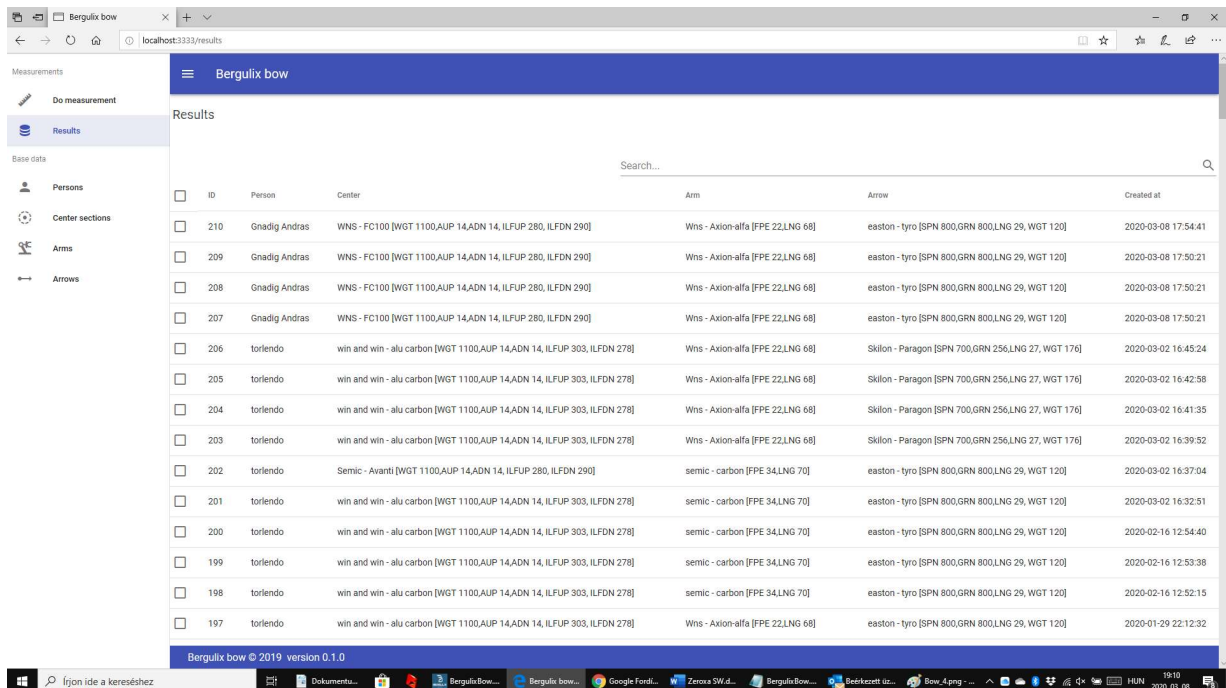 Bergulix bow
localhost:3333/results
Measurements
Do measurement
Results
Base data
Persons
Center sections
Arms
Arrows
Bergulix bow
Results
Search...
ID Person Center Arm Arrow Created at
210 Gnadig Andras WNS - FC100 [WGT 1100,AUP 14,ADN 14, ILFUP 280, ILFDN 290] Wns - Axion-alfa [FPE 22,LNG 68] easton - tyro [SPN 800,GRN 800,LNG 29, WGT 120] 2020-03-08 17:54:41
209 Gnadig Andras WNS - FC100 [WGT 1100,AUP 14,ADN 14, ILFUP 280, ILFDN 290] Wns - Axion-alfa [FPE 22,LNG 68] easton - tyro [SPN 800,GRN 800,LNG 29, WGT 120] 2020-03-08 17:50:21
208 Gnadig Andras WNS - FC100 [WGT 1100,AUP 14,ADN 14, ILFUP 280, ILFDN 290] Wns - Axion-alfa [FPE 22,LNG 68] easton - tyro [SPN 800,GRN 800,LNG 29, WGT 120] 2020-03-08 17:50:21
207 Gnadig Andras WNS - FC100 [WGT 1100,AUP 14,ADN 14, ILFUP 280, ILFDN 290] Wns - Axion-alfa [FPE 22,LNG 68] easton - tyro [SPN 800,GRN 800,LNG 29, WGT 120] 2020-03-08 17:50:21
206 torlendo win and win - alu carbon [WGT 1100,AUP 14,ADN 14, ILFUP 303, ILFDN 278] Wns - Axion-alfa [FPE 22,LNG 68] Skilon - Paragon [SPN 700,GRN 256,LNG 27, WGT 176] 2020-03-02 16:45:24
205 torlendo win and win - alu carbon [WGT 1100,AUP 14,ADN 14, ILFUP 303, ILFDN 278] Wns - Axion-alfa [FPE 22,LNG 68] Skilon - Paragon [SPN 700,GRN 256,LNG 27, WGT 176] 2020-03-02 16:42:58
204 torlendo win and win - alu carbon [WGT 1100,AUP 14,ADN 14, ILFUP 303, ILFDN 278] Wns - Axion-alfa [FPE 22,LNG 68] Skilon - Paragon [SPN 700,GRN 256,LNG 27, WGT 176] 2020-03-02 16:41:35
203 torlendo win and win - alu carbon [WGT 1100,AUP 14,ADN 14, ILFUP 303, ILFDN 278] Wns - Axion-alfa [FPE 22,LNG 68] Skilon - Paragon [SPN 700,GRN 256,LNG 27, WGT 176] 2020-03-02 16:39:52
202 torlendo Semic - Avanti [WGT 1100,AUP 14,ADN 14, ILFUP 280, ILFDN 290] semic - carbon [FPE 34,LNG 70] easton - tyro [SPN 800,GRN 800,LNG 29, WGT 120] 2020-03-02 16:37:04
201 torlendo win and win - alu carbon [WGT 1100,AUP 14,ADN 14, ILFUP 303, ILFDN 278] semic - carbon [FPE 34,LNG 70] easton - tyro [SPN 800,GRN 800,LNG 29, WGT 120] 2020-03-02 16:32:51
200 torlendo win and win - alu carbon [WGT 1100,AUP 14,ADN 14, ILFUP 303, ILFDN 278] semic - carbon [FPE 34,LNG 70] easton - tyro [SPN 800,GRN 800,LNG 29, WGT 120] 2020-02-16 12:54:40
199 torlendo win and win - alu carbon [WGT 1100,AUP 14,ADN 14, ILFUP 303, ILFDN 278] semic - carbon [FPE 34,LNG 70] easton - tyro [SPN 800,GRN 800,LNG 29, WGT 120] 2020-02-16 12:53:38
198 torlendo win and win - alu carbon [WGT 1100,AUP 14,ADN 14, ILFUP 303, ILFDN 278] semic - carbon [FPE 34,LNG 70] easton - tyro [SPN 800,GRN 800,LNG 29, WGT 120] 2020-02-16 12:52:15
197 torlendo win and win - alu carbon [WGT 1100,AUP 14,ADN 14, ILFUP 303, ILFDN 278] Wns - Axion-alfa [FPE 22,LNG 68] easton - tyro [SPN 800,GRN 800,LNG 29, WGT 120] 2020-01-29 22:12:32
Bergulix bow © 2019 version 0.1.0
Írjon ide a kereséshez Dokumentu... BergulixBow.... Bergulix bow... Google Fordí... Zeroxa SW.d... BergulixBow.... Beérkezett üz... Bow_4.png - ... HUN 19:10
2020. 03. 08.